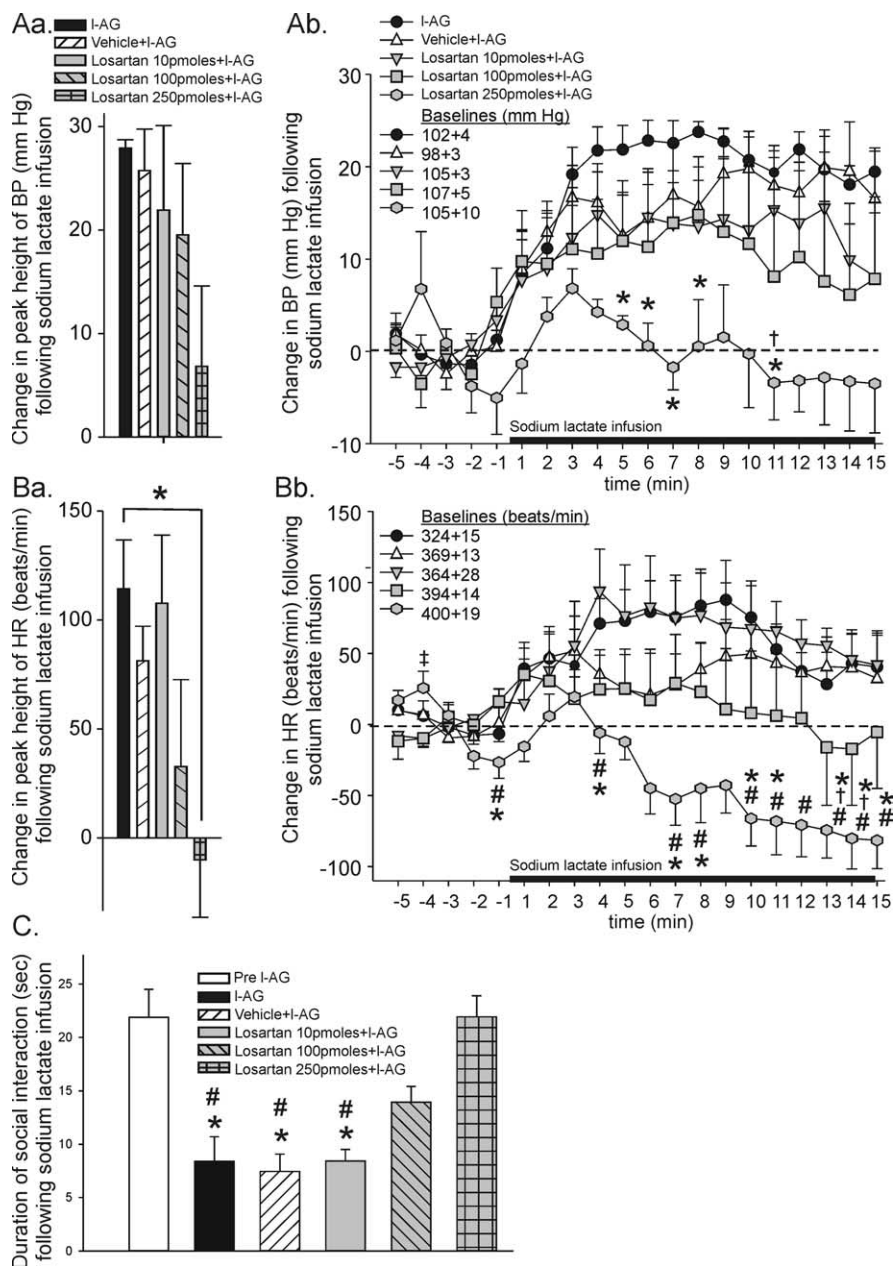 Aa.
I-AG
Vehicle+I-AG
Losartan 10pmoles+I-AG
Losartan 100pmoles+I-AG
Losartan 250pmoles+I-AG
Change in peak height of BP (mm Hg)
following sodium lactate infusion
30
20
10
0
Ab.
I-AG
Vehicle+I-AG
Losartan 10pmoles+I-AG
Losartan 100pmoles+I-AG
Losartan 250pmoles+I-AG
Baselines (mm Hg)
102+4
98+3
105+3
107+5
105+10
Change in BP (mm Hg) following
sodium lactate infusion
30
20
10
0
-10
* * * * † *
Sodium lactate infusion
-5 -4 -3 -2 -1 1 2 3 4 5 6 7 8 9 10 11 12 13 14 15
time (min)
Ba.
*
Change in peak height of HR (beats/min)
following sodium lactate infusion
150
100
50
0
Bb.
Baselines (beats/min)
324+15
369+13
364+28
394+14
400+19
Change in HR (beats/min) following
sodium lactate infusion
150
100
50
0
-50
-100
‡
# *
# *
# *
# *
* #
* #
#
* † #
* † #
* #
Sodium lactate infusion
-5 -4 -3 -2 -1 1 2 3 4 5 6 7 8 9 10 11 12 13 14 15
time (min)
C.
Pre I-AG
I-AG
Vehicle+I-AG
Losartan 10pmoles+I-AG
Losartan 100pmoles+I-AG
Losartan 250pmoles+I-AG
Duration of social interaction (sec)
following sodium lactate infusion
25
20
15
10
5
0
# # #
* * *